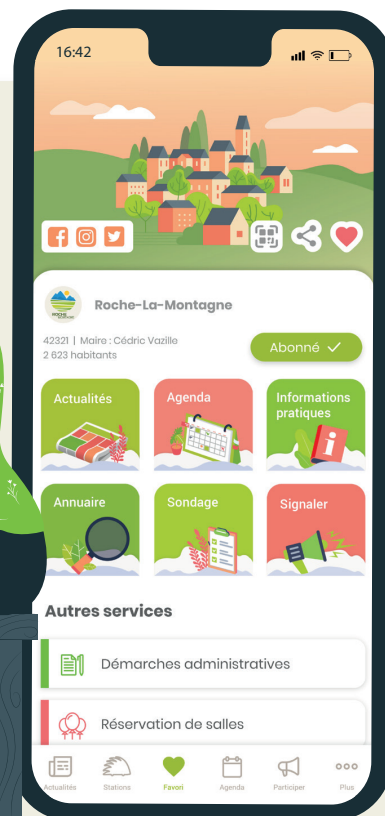 16:42
Roche-La-Montagne
42321 | Maire : Cédric Vazille
2 623 habitants
Abonné
Actualités
Agenda
Informations
pratiques
Annuaire
Sondage
Signaler
Autres services
Démarches administratives
Réservation de salles
Actualités
Stations
Favori
Agenda
Participer
Plus